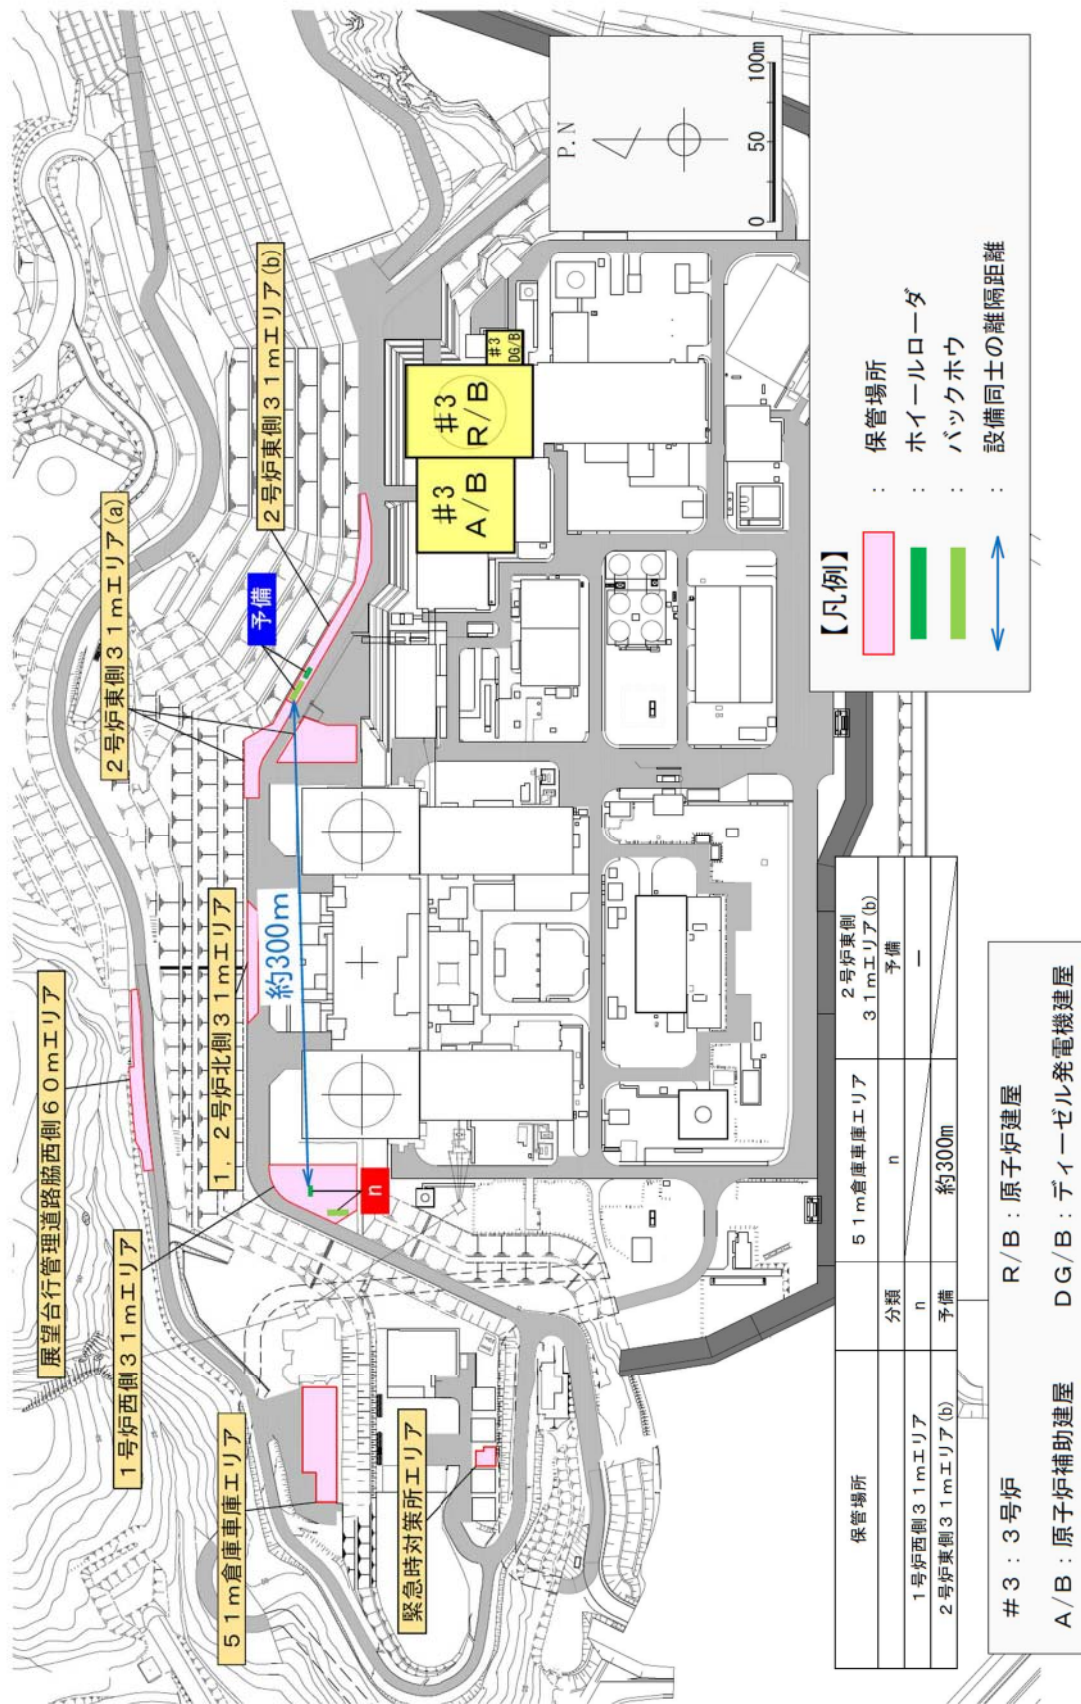 展望台行管理道路脇西側60mエリア
1号炉西側31mエリア
51m倉庫車庫エリア
緊急時対策所エリア
1,2号炉北側31mエリア
2号炉東側31mエリア(a)
2号炉東側31mエリア(b)
予備
約300m
n
#3
A/B
#3
R/B
#3
DG/B
P.N
0 50 100m
【凡例】
: 保管場所
: ホイールローダ
: バックホウ
: 設備同士の離隔距離
保管場所 51m倉庫車庫エリア 2号炉東側
31mエリア(b)
分類 n 予備
1号炉西側31mエリア n ー
2号炉東側31mエリア(b) 予備 約300m
#3:3号炉 R/B:原子炉建屋
A/B:原子炉補助建屋 DG/B:ディーゼル発電機建屋